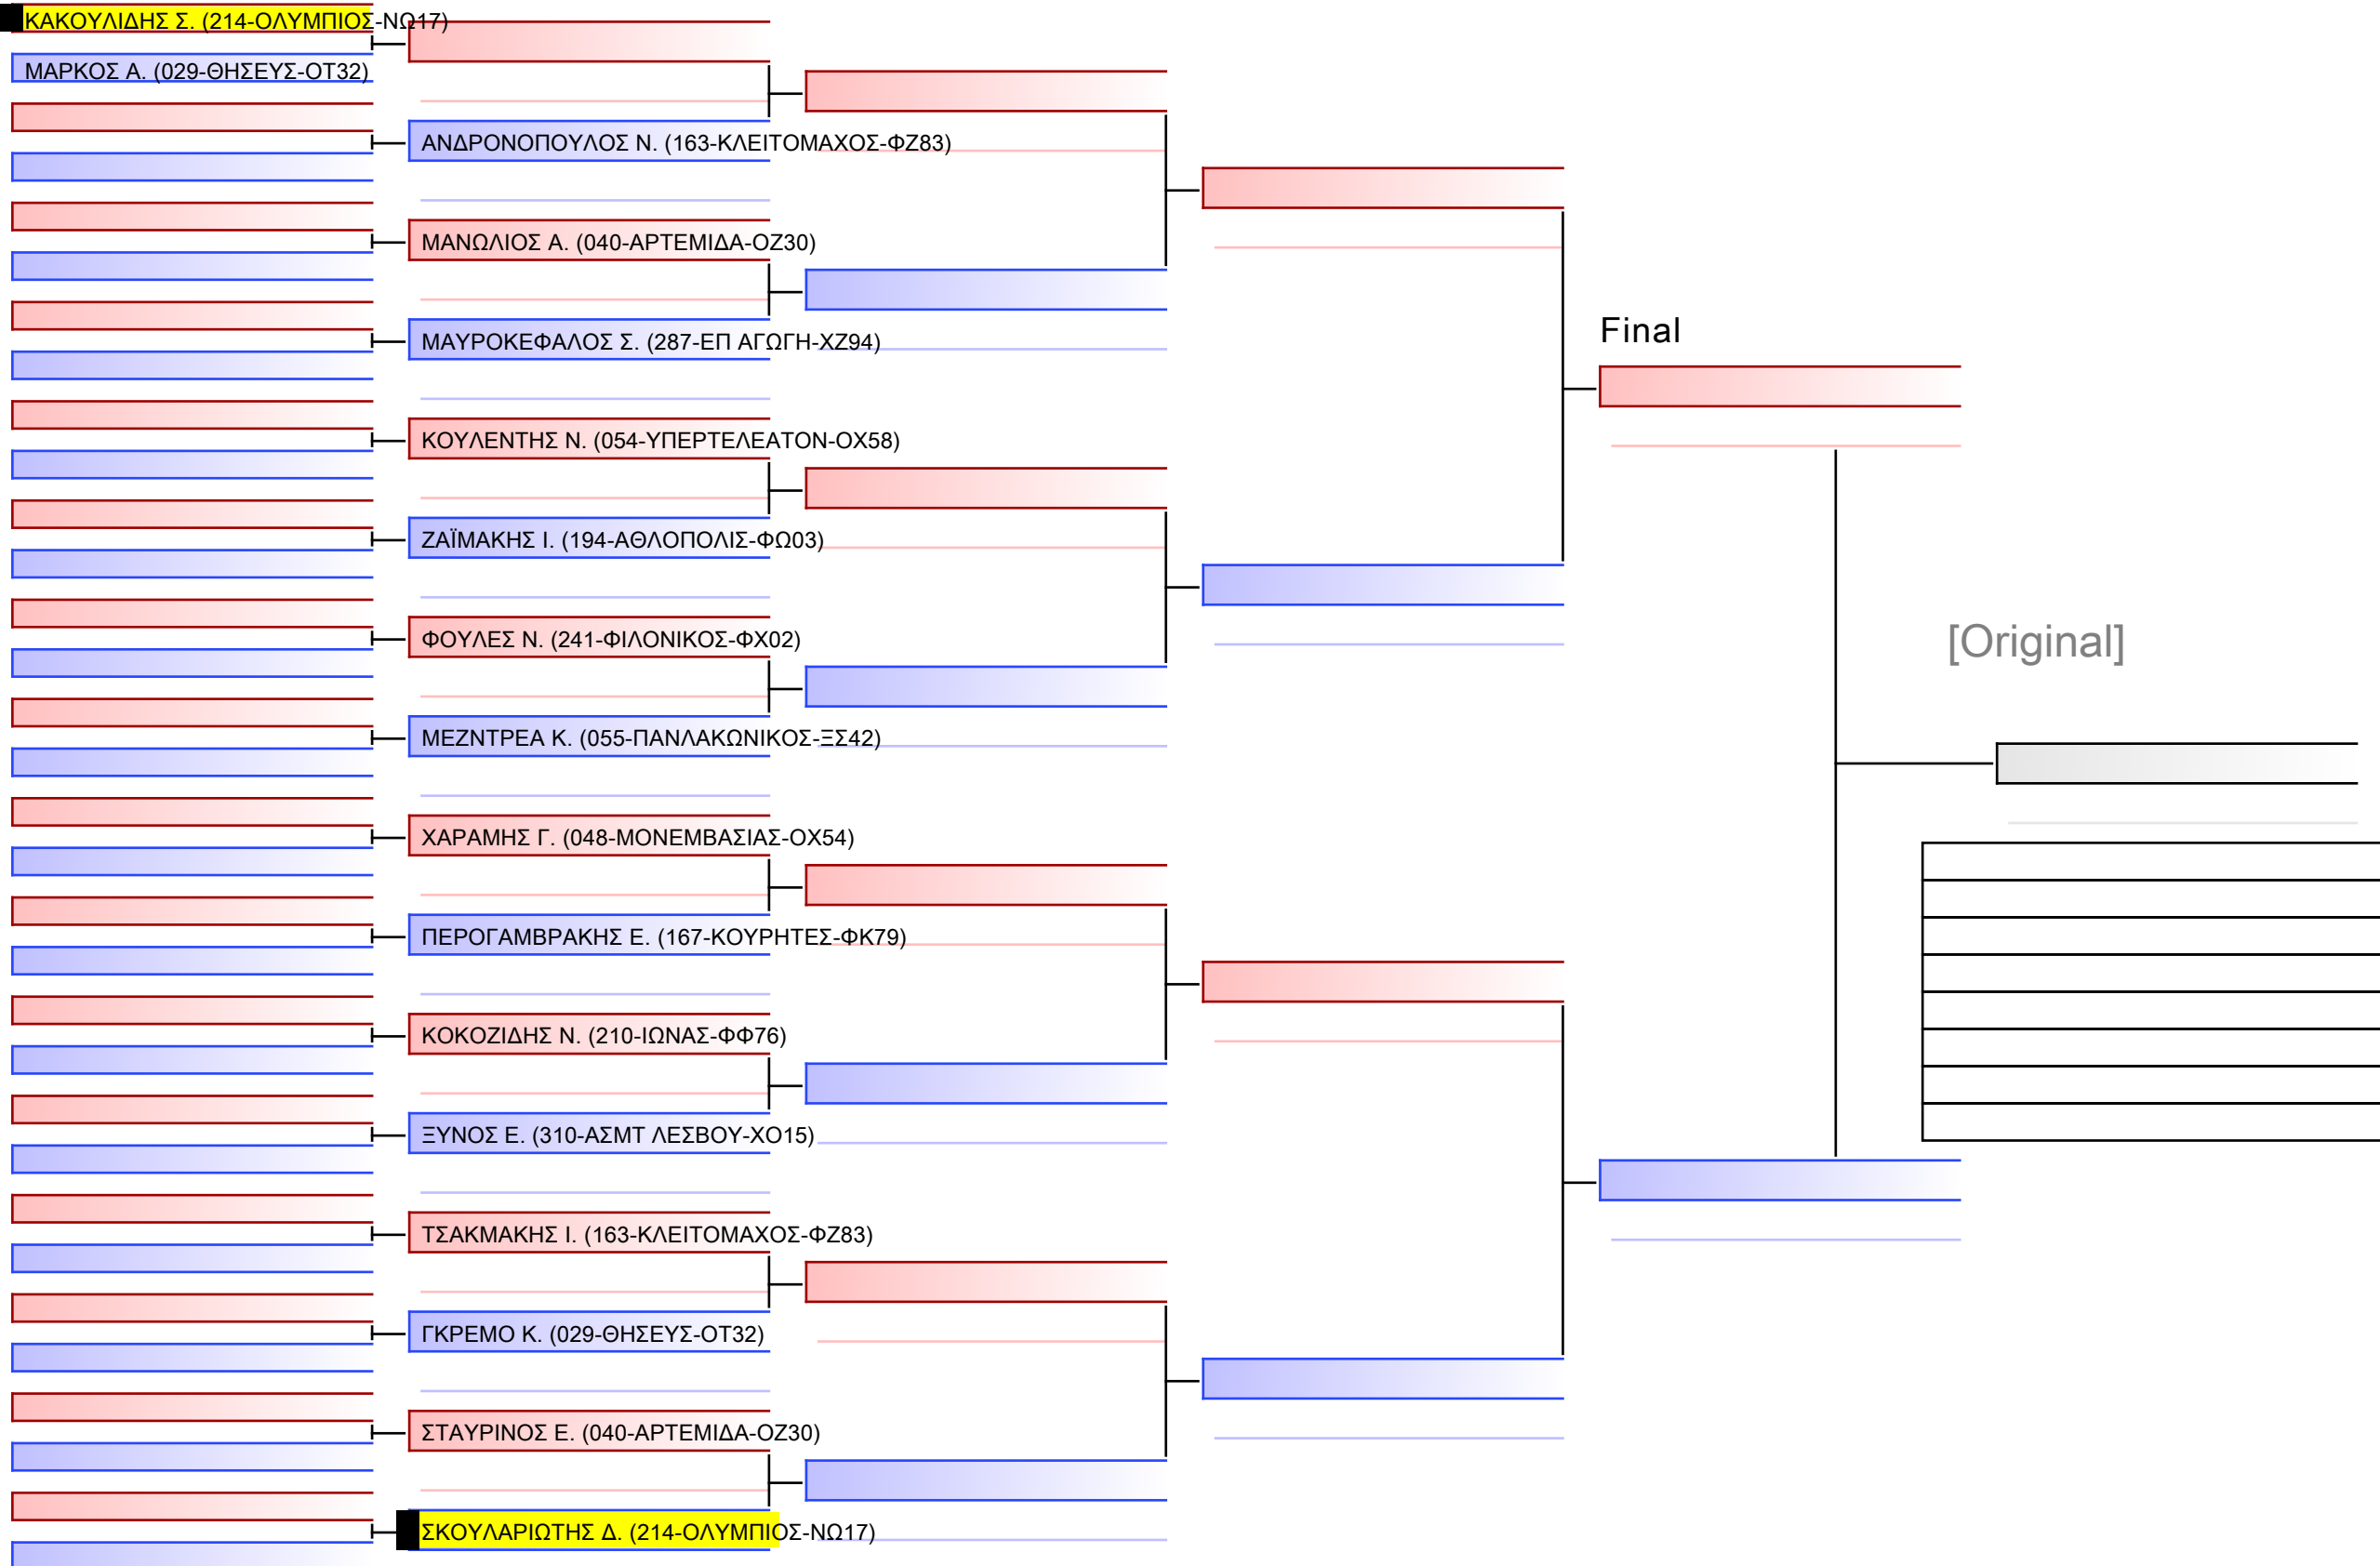 ΚΑΚΟΥΛΙΔΗΣ Σ. (214-ΟΛΥΜΠΙΟΣ-ΝΩ17)
ΜΑΡΚΟΣ Α. (029-ΘΗΣΕΥΣ-ΟΤ32)
ΑΝΔΡΟΝΟΠΟΥΛΟΣ Ν. (163-ΚΛΕΙΤΟΜΑΧΟΣ-ΦΖ83)
ΜΑΝΩΛΙΟΣ Α. (040-ΑΡΤΕΜΙΔΑ-ΟΖ30)
ΜΑΥΡΟΚΕΦΑΛΟΣ Σ. (287-ΕΠ ΑΓΩΓΗ-ΧΖ94)
ΚΟΥΛΕΝΤΗΣ Ν. (054-ΥΠΕΡΤΕΛΕΑΤΟΝ-ΟΧ58)
ΖΑΪΜΑΚΗΣ Ι. (194-ΑΘΛΟΠΟΛΙΣ-ΦΩ03)
ΦΟΥΛΕΣ Ν. (241-ΦΙΛΟΝΙΚΟΣ-ΦΧ02)
ΜΕΖΝΤΡΕΑ Κ. (055-ΠΑΝΛΑΚΩΝΙΚΟΣ-ΞΣ42)
ΧΑΡΑΜΗΣ Γ. (048-ΜΟΝΕΜΒΑΣΙΑΣ-ΟΧ54)
ΠΕΡΟΓΑΜΒΡΑΚΗΣ Ε. (167-ΚΟΥΡΗΤΕΣ-ΦΚ79)
ΚΟΚΟΖΙΔΗΣ Ν. (210-ΙΩΝΑΣ-ΦΦ76)
ΞΥΝΟΣ Ε. (310-ΑΣΜΤ ΛΕΣΒΟΥ-ΧΟ15)
ΤΣΑΚΜΑΚΗΣ Ι. (163-ΚΛΕΙΤΟΜΑΧΟΣ-ΦΖ83)
ΓΚΡΕΜΟ Κ. (029-ΘΗΣΕΥΣ-ΟΤ32)
ΣΤΑΥΡΙΝΟΣ Ε. (040-ΑΡΤΕΜΙΔΑ-ΟΖ30)
ΣΚΟΥΛΑΡΙΩΤΗΣ Δ. (214-ΟΛΥΜΠΙΟΣ-ΝΩ17)
Final
[Original]